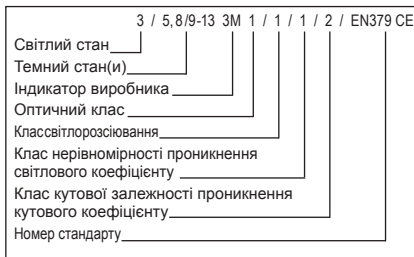 3 / 5,8/9-13 3M 1 / 1 / 1 / 2 / EN379 CE
Світлий стан
Темний стан(и)
Індикатор виробника
Оптичний клас
Класcвітлорозсіювання
Клас нерівномірності проникнення
світлового коефіцієнту
Клас кутової залежності проникнення
кутового коефіцієнту
Номер стандарту